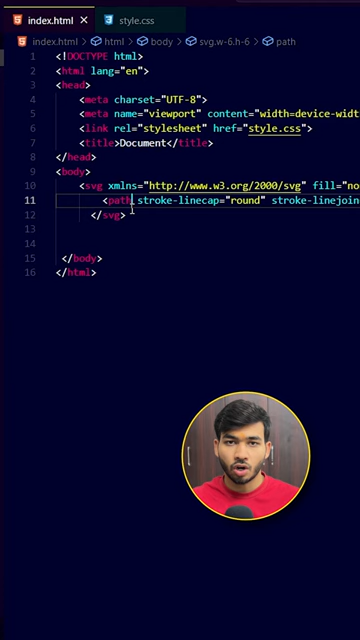 index.html
style.css
index.html > html > body > svg.w-6.h-6 > path
1 <!DOCTYPE html>
2 <html lang="en">
3 <head>
4 <meta charset="UTF-8">
5 <meta name="viewport" content="width=device-width
6 <link rel="stylesheet" href="style.css">
7 <title>Document</title>
8 </head>
9 <body>
10 <svg xmlns="http://www.w3.org/2000/svg" fill="no
11 <path stroke-linecap="round" stroke-linejoin
12 </svg>
13
14
15 </body>
16 </html>